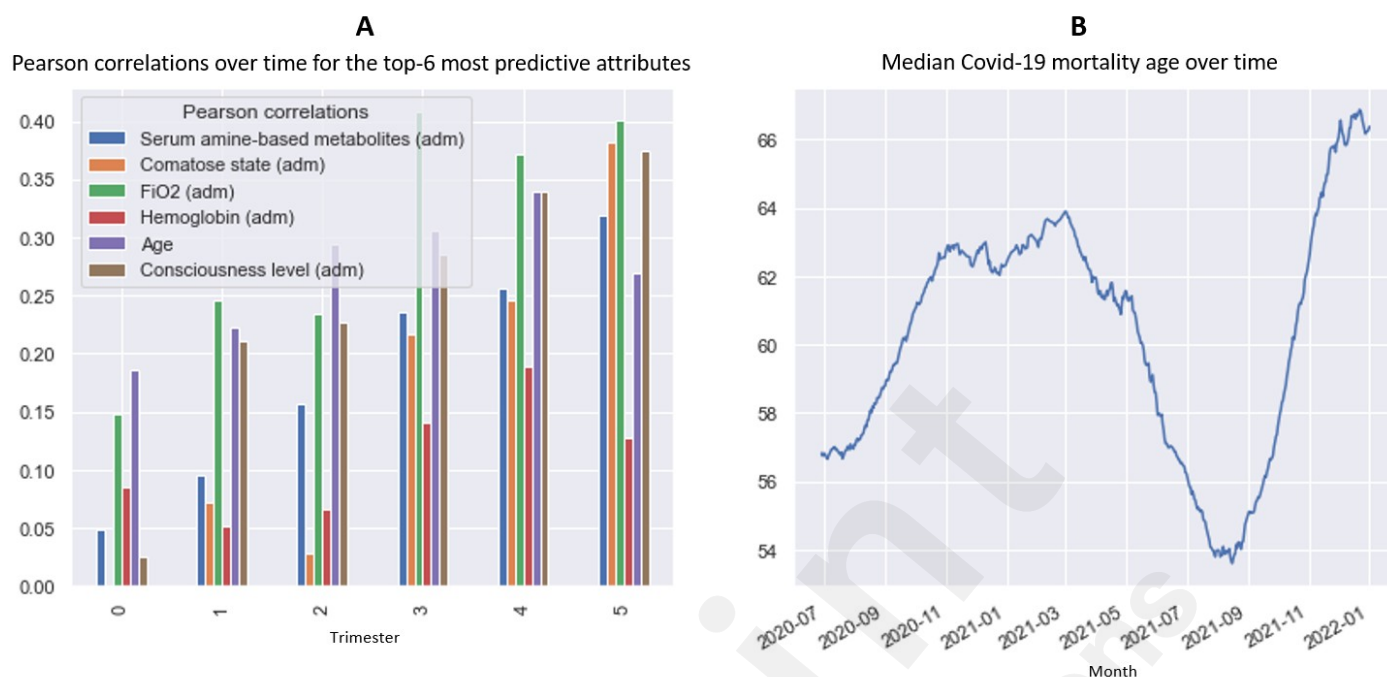 A
Pearson correlations over time for the top-6 most predictive attributes
Pearson correlations
Serum amine-based metabolites (adm)
Comatose state (adm)
FiO2 (adm)
Hemoglobin (adm)
Age
Consciousness level (adm)
0.40
0.35
0.30
0.25
0.20
0.15
0.10
0.05
0.00
0
1
2
3
4
5
Trimester
B
Median Covid-19 mortality age over time
66
64
62
60
58
56
54
2020-07
2020-09
2020-11
2021-01
2021-03
2021-05
2021-07
2021-09
2021-11
2022-01
Month
int
ns